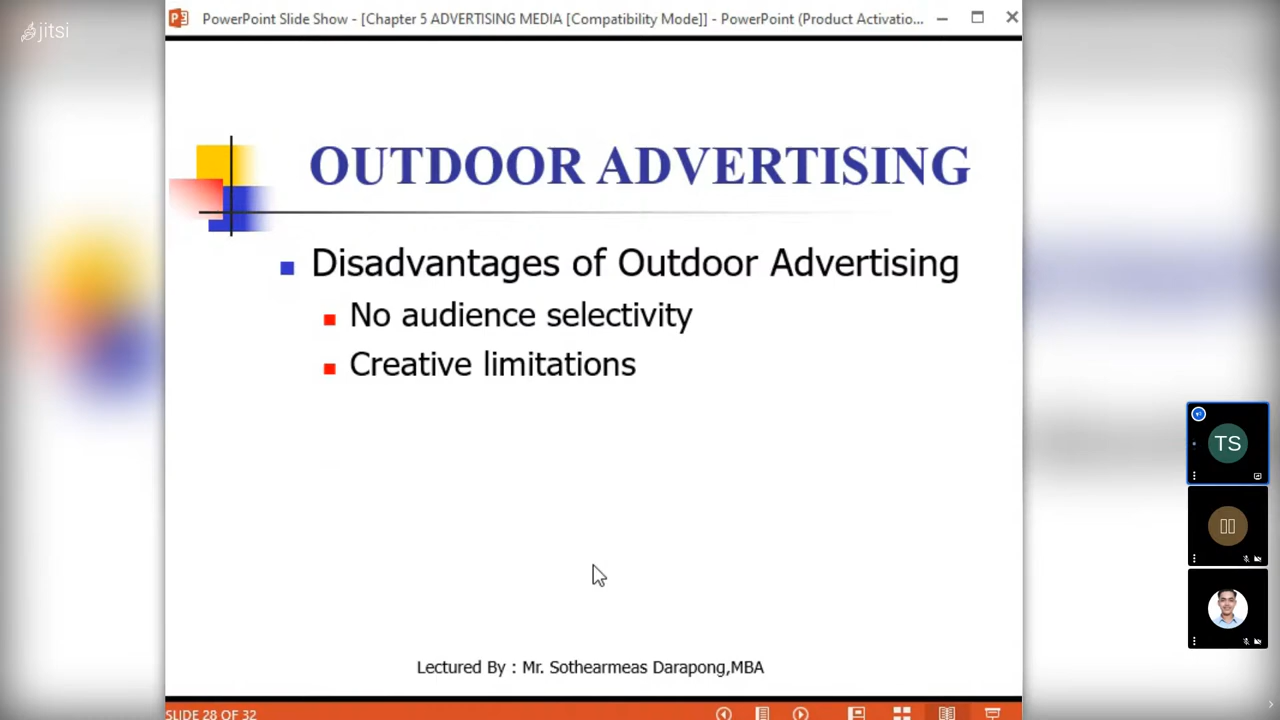 jitsi
PowerPoint Slide Show - [Chapter 5 ADVERTISING MEDIA [Compatibility Mode]] - PowerPoint (Product Activatio...
OUTDOOR ADVERTISING
Disadvantages of Outdoor Advertising
No audience selectivity
Creative limitations
TS
Lectured By : Mr. Sothearmeas Darapong,MBA
SLIDE 28 OF 32